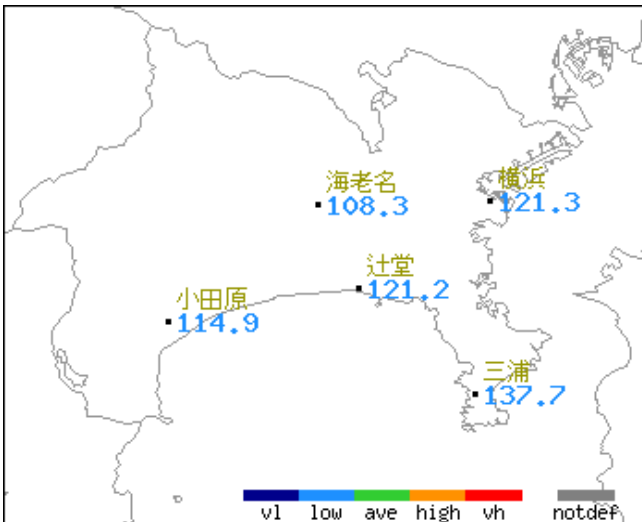 海老名
108.3
横浜
121.3
辻堂
121.2
小田原
114.9
三浦
137.7
vl low ave high vh notdef